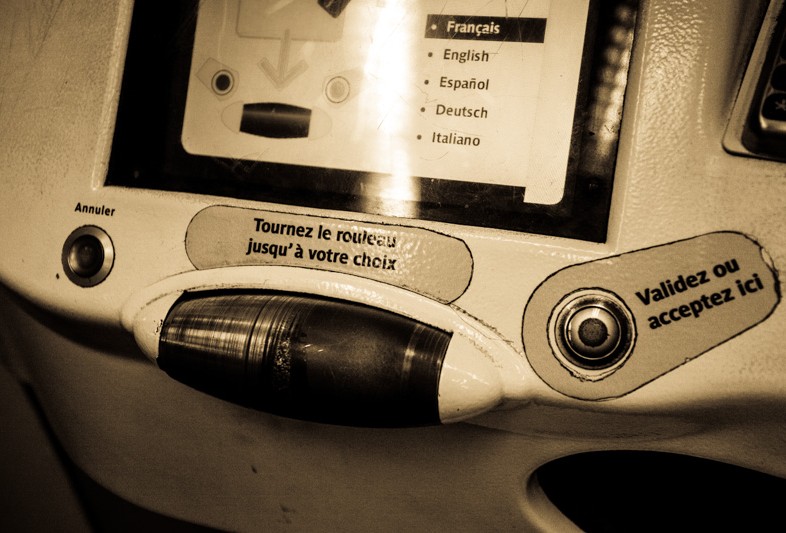 Français
English
Español
Deutsch
Italiano
Annuler
Tournez le rouleau
jusqu'à votre choix
Validez ou
acceptez ici